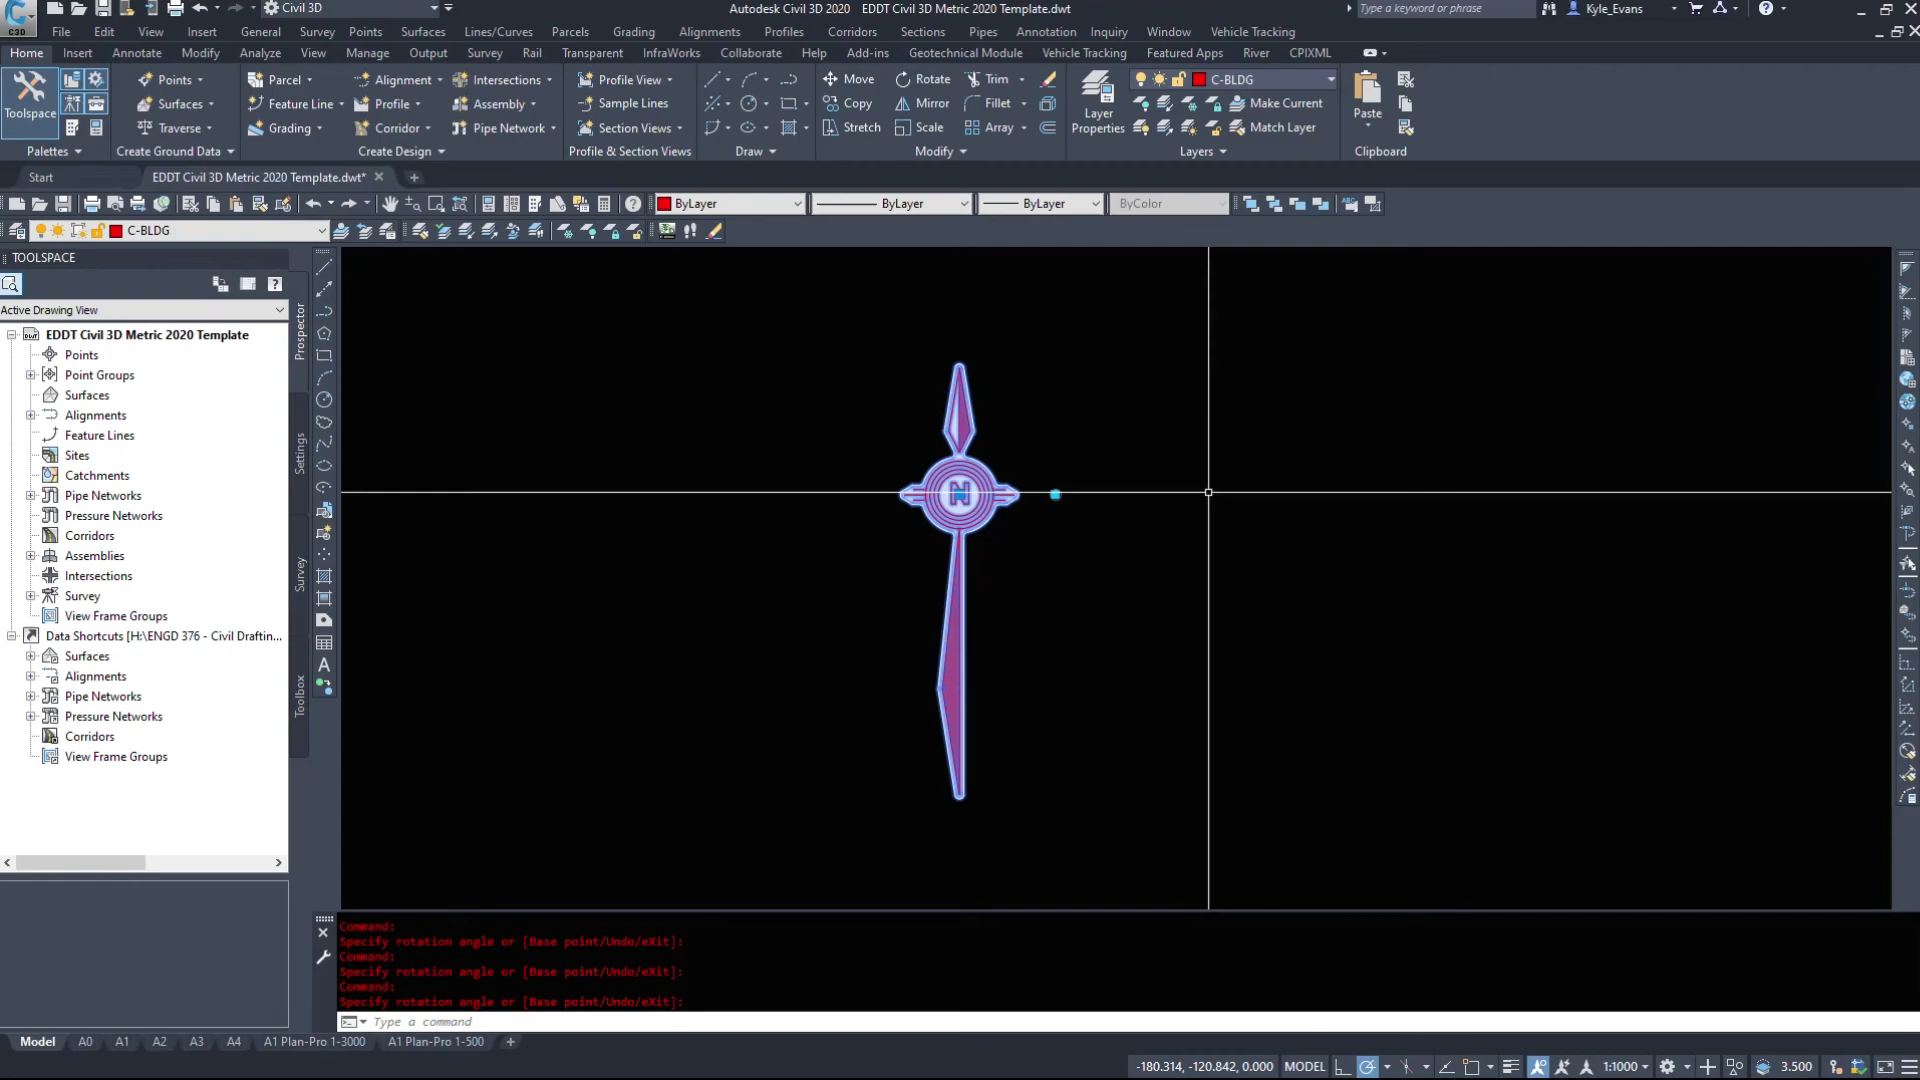 C3D
Civil 3D
Autodesk Civil 3D 2020 EDDT Civil 3D Metric 2020 Template.dwt
Type a keyword or phrase
Kyle_Evans
File Edit View Insert General Survey Points Surfaces Lines/Curves Parcels Grading Alignments Profiles Corridors Sections Pipes Annotation Inquiry Window Vehicle Tracking
Home Insert Annotate Modify Analyze View Manage Output Survey Rail Transparent InfraWorks Collaborate Help Add-ins Geotechnical Module Vehicle Tracking Featured Apps River CPIXML
Points Parcel Alignment Intersections Profile View Move Rotate Trim C-BLDG
Toolspace Surfaces Feature Line Profile Assembly Sample Lines Copy Mirror Fillet Layer Properties Make Current Paste
Traverse Grading Corridor Pipe Network Section Views Stretch Scale Array Match Layer
Palettes Create Ground Data Create Design Profile & Section Views Draw Modify Layers Clipboard
Start EDDT Civil 3D Metric 2020 Template.dwt*
ByLayer ByLayer ByLayer ByColor
C-BLDG
TOOLSPACE
Active Drawing View
EDDT Civil 3D Metric 2020 Template
Points
Point Groups
Surfaces
Alignments
Feature Lines
Sites
Catchments
Pipe Networks
Pressure Networks
Corridors
Assemblies
Intersections
Survey
View Frame Groups
Data Shortcuts [H:\ENGD 376 - Civil Draftin...
Surfaces
Alignments
Pipe Networks
Pressure Networks
Corridors
View Frame Groups
Prospector
Settings
Survey
Toolbox
N
Command:
Specify rotation angle or [Base point/Undo/eXit]:
Command:
Specify rotation angle or [Base point/Undo/eXit]:
Command:
Specify rotation angle or [Base point/Undo/eXit]:
Type a command
Model A0 A1 A2 A3 A4 A1 Plan-Pro 1-3000 A1 Plan-Pro 1-500
-180.314, -120.842, 0.000 MODEL 1:1000 3.500